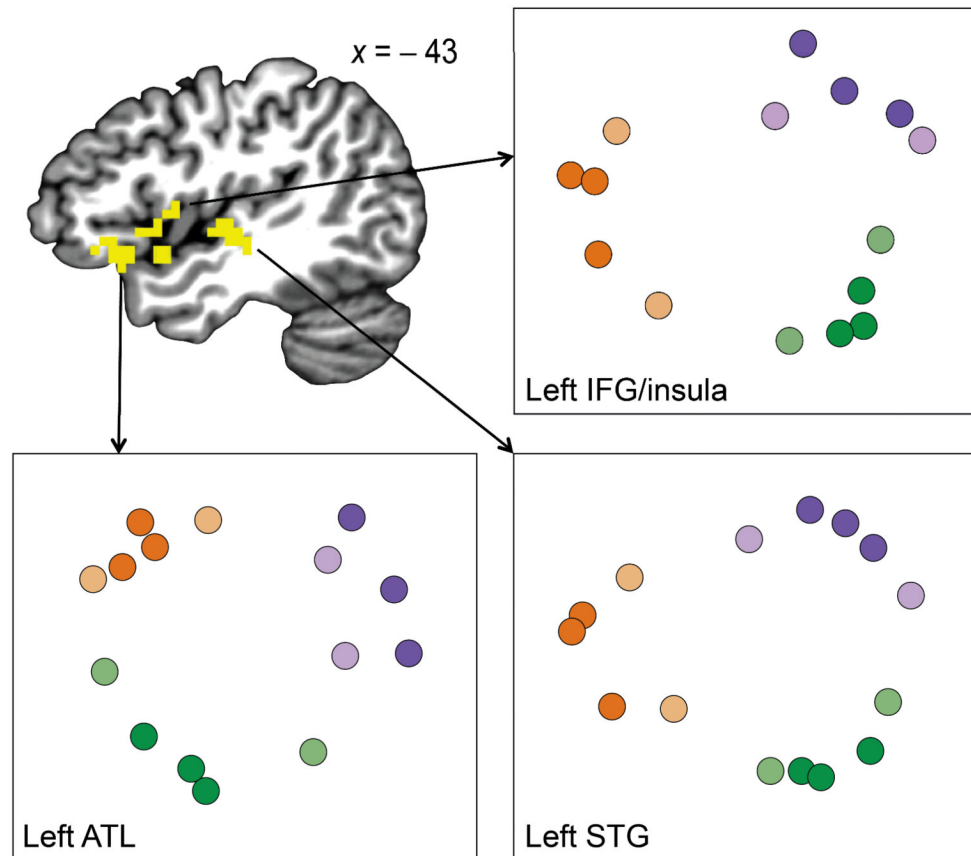 x = – 43
Left IFG/insula
Left ATL
Left STG